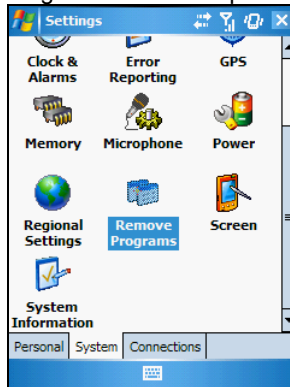 Settings
Clock &
Alarms
Error
Reporting
GPS
Memory
Microphone
Power
Regional
Settings
Remove
Programs
Screen
System
Information
Personal System Connections